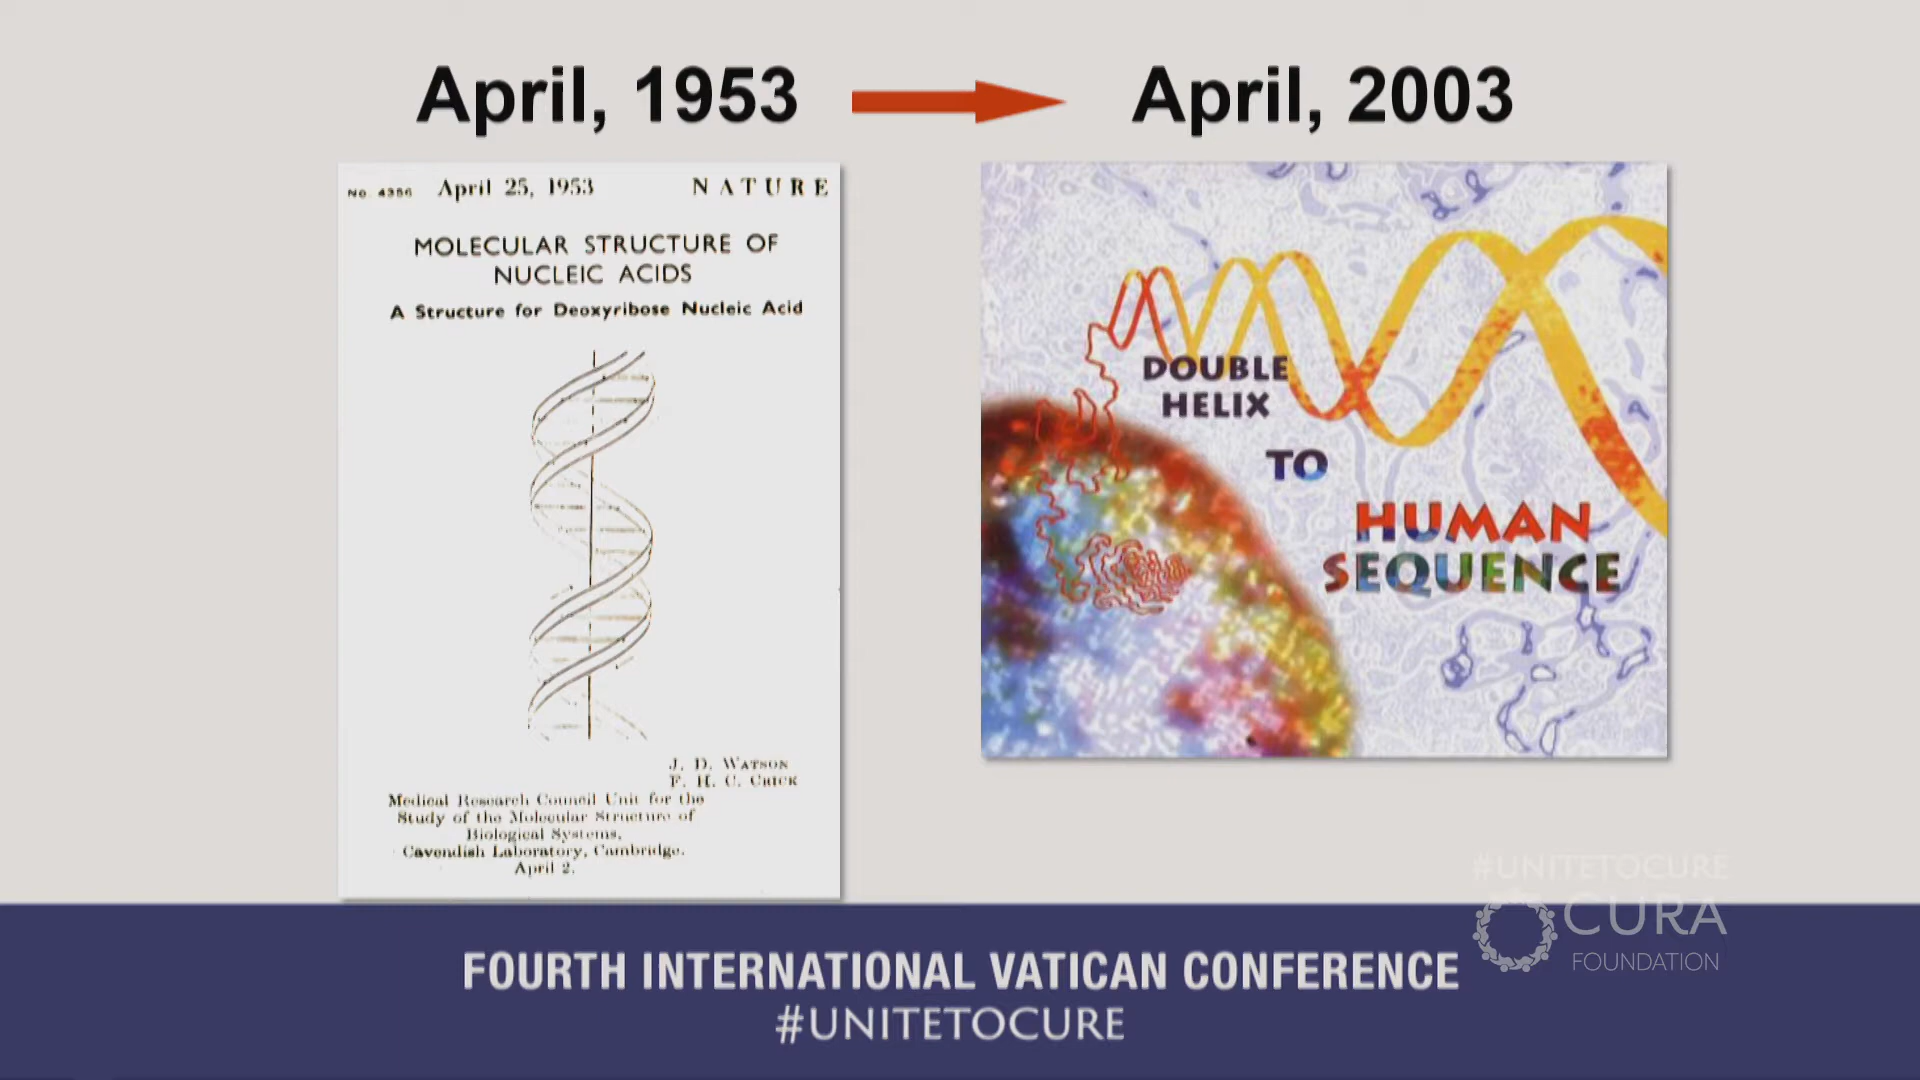 April, 1953
April, 2003
No. 4356 April 25, 1953 NATURE
MOLECULAR STRUCTURE OF
NUCLEIC ACIDS
A Structure for Deoxyribose Nucleic Acid
J. D. WATSON
F. H. C. CRICK
Medical Research Council Unit for the
Study of the Molecular Structure of
Biological Systems,
Cavendish Laboratory, Cambridge.
April 2.
DOUBLE
HELIX
TO
HUMAN
SEQUENCE
#UNITETOCURE
CURA
FOUNDATION
FOURTH INTERNATIONAL VATICAN CONFERENCE
#UNITETOCURE